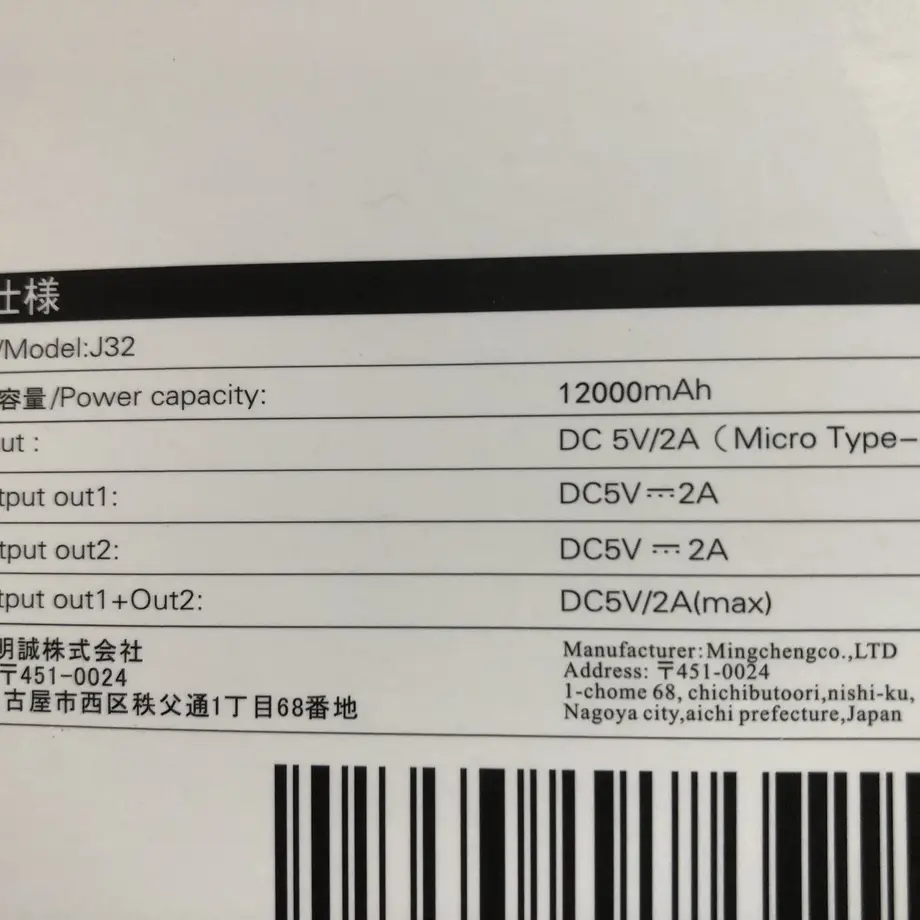 仕様
/Model:J32
容量/Power capacity: 12000mAh
ut : DC 5V/2A（Micro Type-
tput out1: DC5V⎓2A
tput out2: DC5V ⎓ 2A
tput out1+Out2: DC5V/2A(max)
明誠株式会社
〒451-0024
古屋市西区秩父通1丁目68番地
Manufacturer:Mingchengco.,LTD
Address: 〒451-0024
1-chome 68, chichibutoori,nishi-ku,
Nagoya city,aichi prefecture,Japan